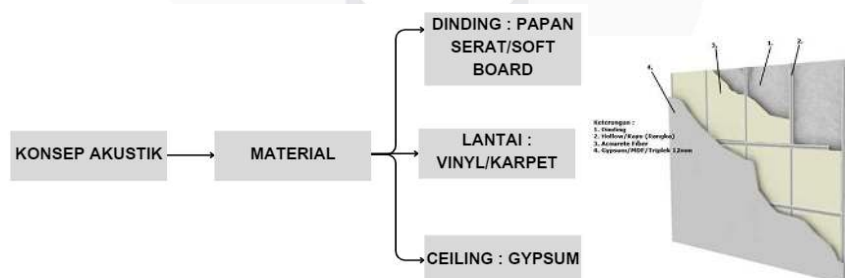 KONSEP AKUSTIK
MATERIAL
DINDING : PAPAN
SERAT/SOFT
BOARD
LANTAI :
VINYL/KARPET
CEILING : GYPSUM
1.
2.
3.
4.
Keterangan :
1. Dinding
2. Hollow/Kaso (Rangka)
3. Acourete Fiber
4. Gypsum/MDF/Triplek 12mm